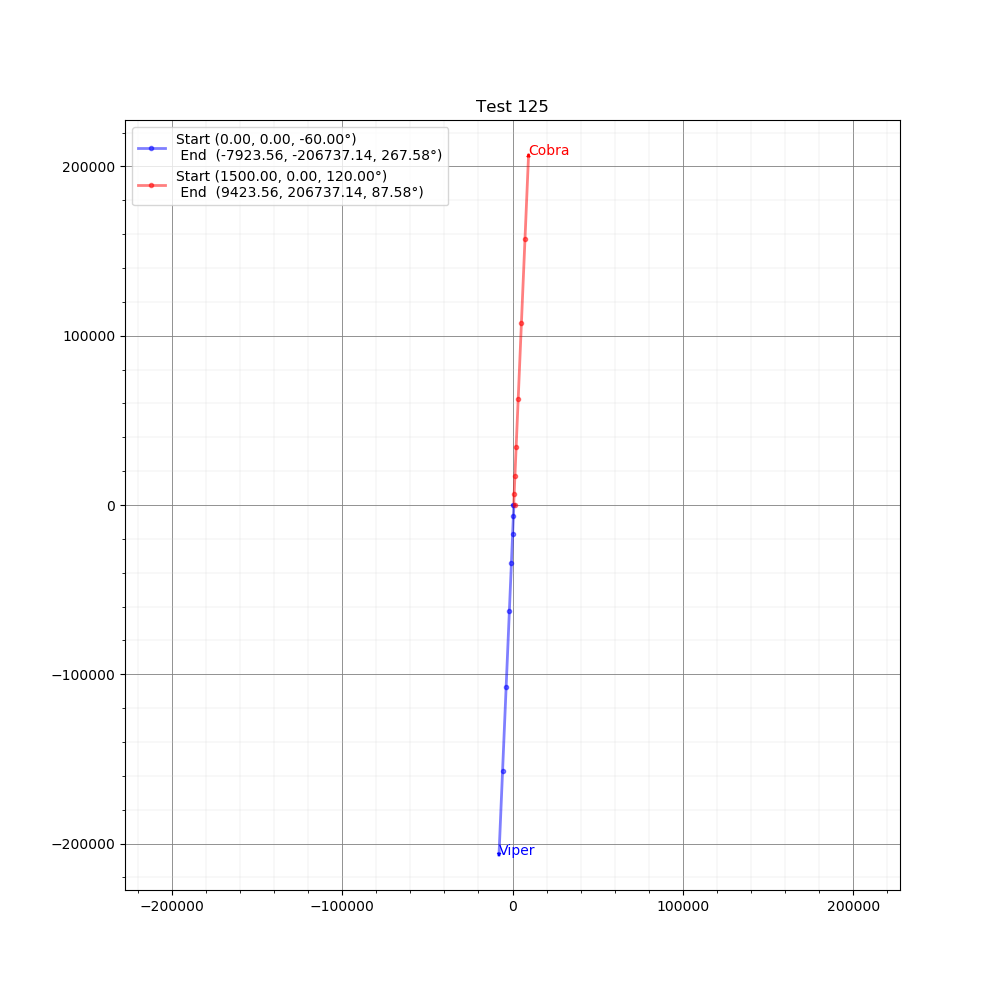 Test 125
Start (0.00, 0.00, -60.00°)
End (-7923.56, -206737.14, 267.58°)
Start (1500.00, 0.00, 120.00°)
End (9423.56, 206737.14, 87.58°)
Cobra
200000
100000
0
−100000
−200000
Viper
−200000 −100000 0 100000 200000